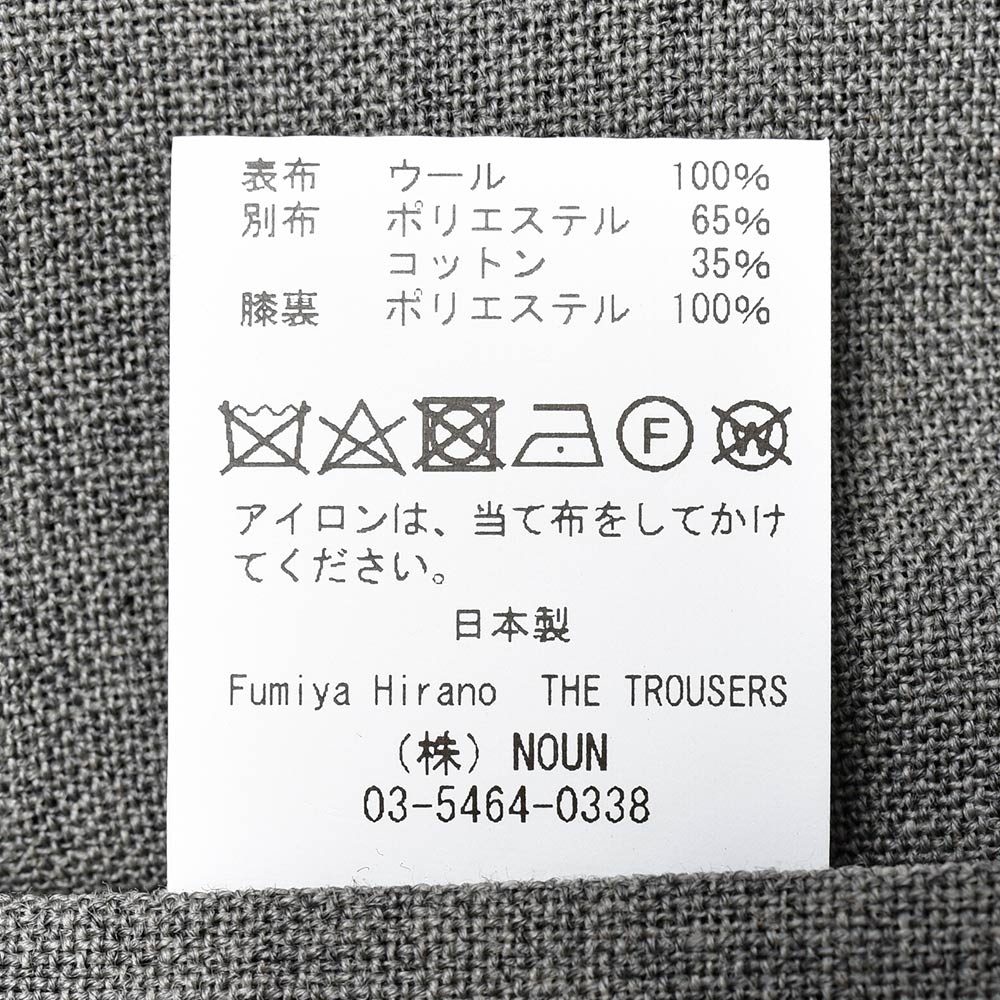 表布 ウール 100%
別布 ポリエステル 65%
コットン 35%
膝裏 ポリエステル 100%
F W
アイロンは、当て布をしてかけ
てください。
日本製
Fumiya Hirano THE TROUSERS
(株) NOUN
03-5464-0338